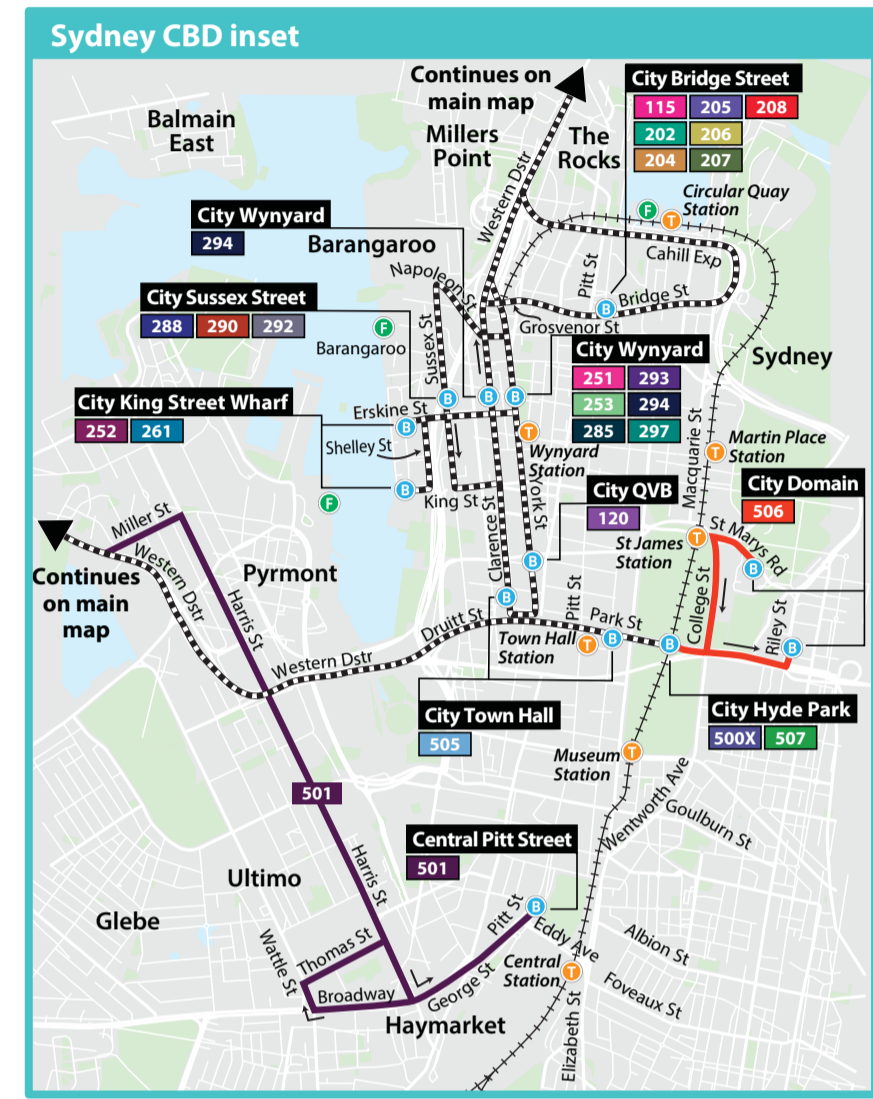 Sydney CBD inset
Continues on
main map
City Bridge Street
115 205 208
202 206
204 207
Balmain
East
Millers
Point
The
Rocks
Western Dstr
Circular Quay
Station
F
T
City Wynyard
294
Barangaroo
Cahill Exp
Napoleon St
Pitt St
Bridge St
B
Grosvenor St
City Sussex Street
288 290 292
F
Barangaroo
Sussex St
City Wynyard
251 293
253 294
285 297
Sydney
B
B
B
City King Street Wharf
252 261
Erskine St
B
Shelley St
T
Wynyard
Station
Macquarie St
T
Martin Place
Station
B
F
King St
Clarence St
York St
City QVB
120
City Domain
506
Miller St
St James
Station
T
St Marys Rd
B
B
Continues
on main
map
Western Dstr
Pyrmont
Harris St
B
Pitt St
College St
Riley St
Druitt St
Park St
Town Hall
Station
T
B
B
B
Western Dstr
City Town Hall
505
City Hyde Park
500X 507
Museum
Station
T
501
Wentworth Ave
Goulburn St
Central Pitt Street
501
Harris St
Ultimo
Glebe
Pitt St
B
Eddy Ave
Albion St
Wattle St
Thomas St
Central
Station
T
Broadway
George St
Foveaux St
Haymarket
Elizabeth St